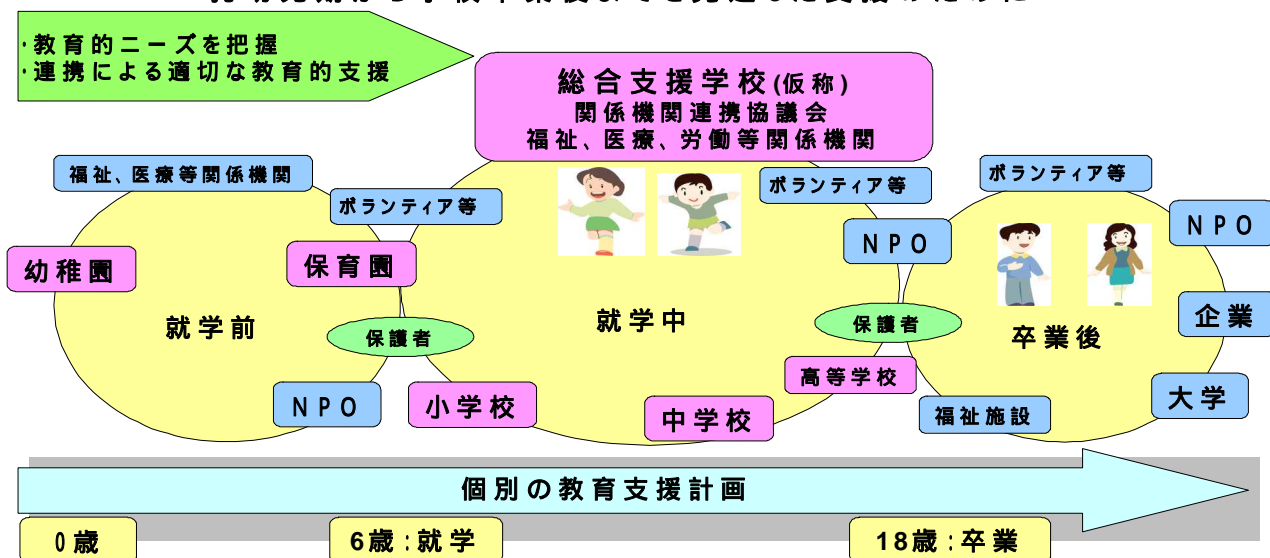 ・教育的ニーズを把握
・連携による適切な教育的支援
総合支援学校(仮称)
関係機関連携協議会
福祉、医療、労働等関係機関
福祉、医療等関係機関
ボランティア等
ボランティア等
ボランティア等
NPO
NPO
幼稚園
保育園
企業
就学前
就学中
卒業後
保護者
保護者
高等学校
NPO
小学校
中学校
福祉施設
大学
個別の教育支援計画
0歳
6歳:就学
18歳:卒業